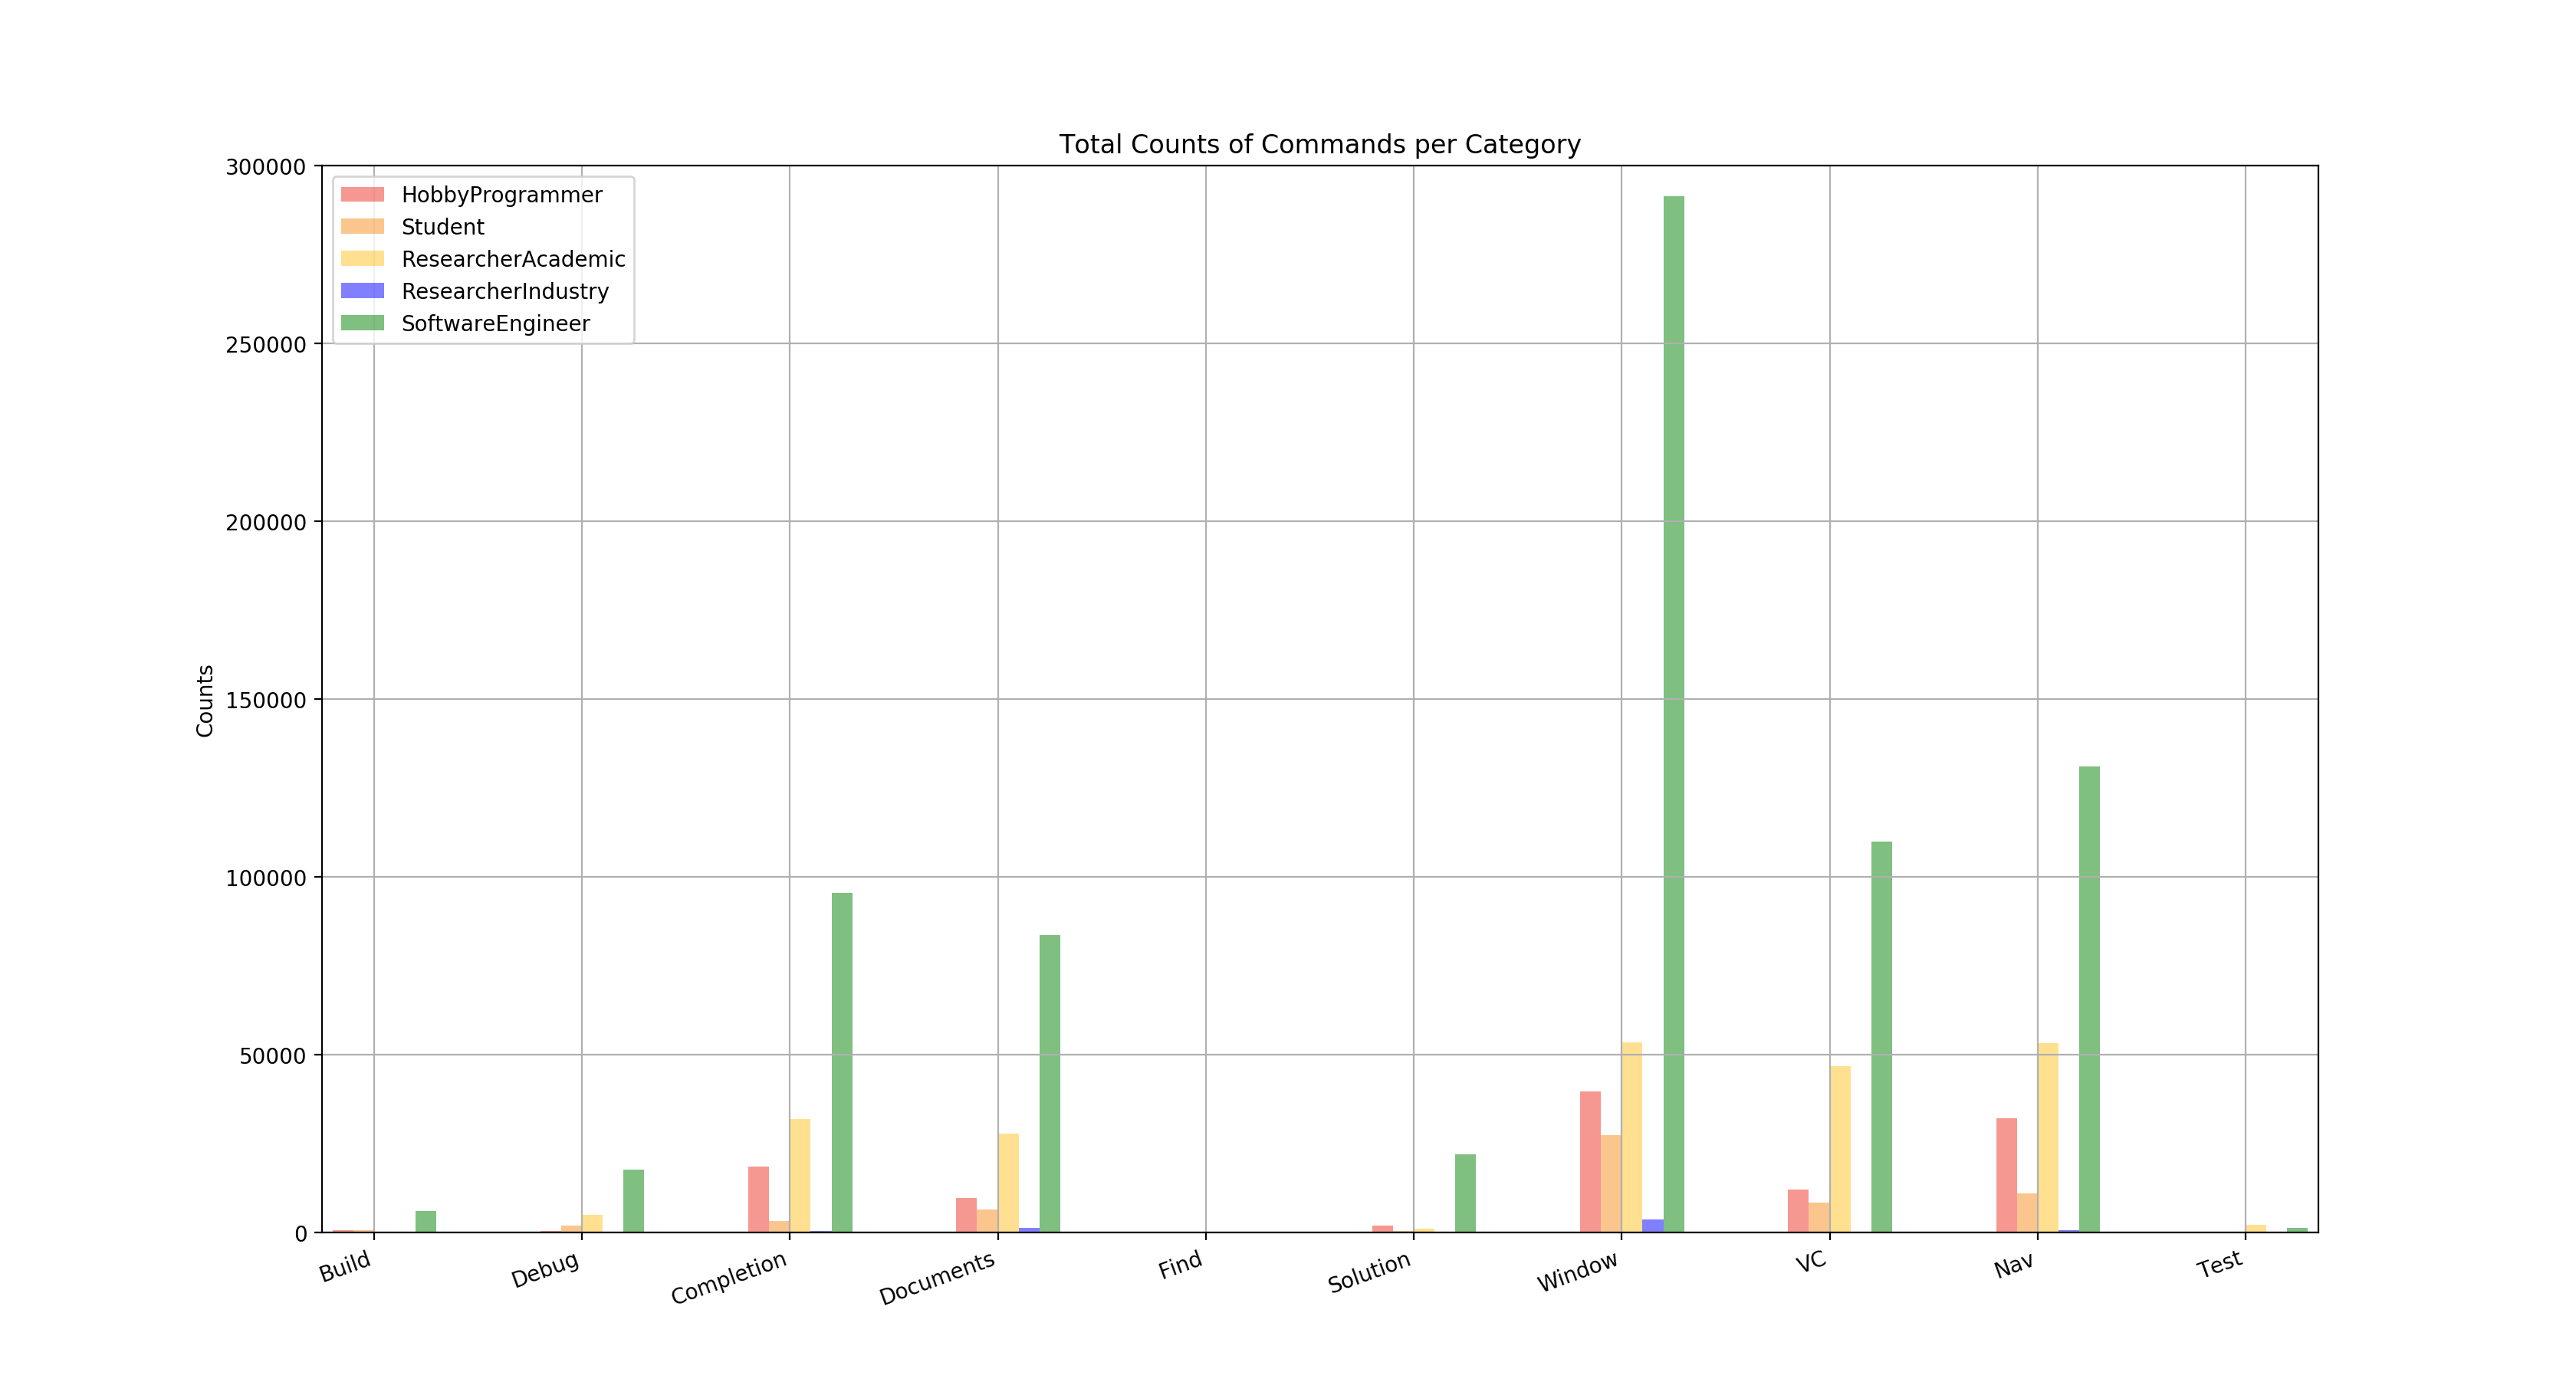 Total Counts of Commands per Category
300000
250000
200000
150000
100000
50000
0
Counts
HobbyProgrammer
Student
ResearcherAcademic
ResearcherIndustry
SoftwareEngineer
Build
Debug
Completion
Documents
Find
Solution
Window
VC
Nav
Test